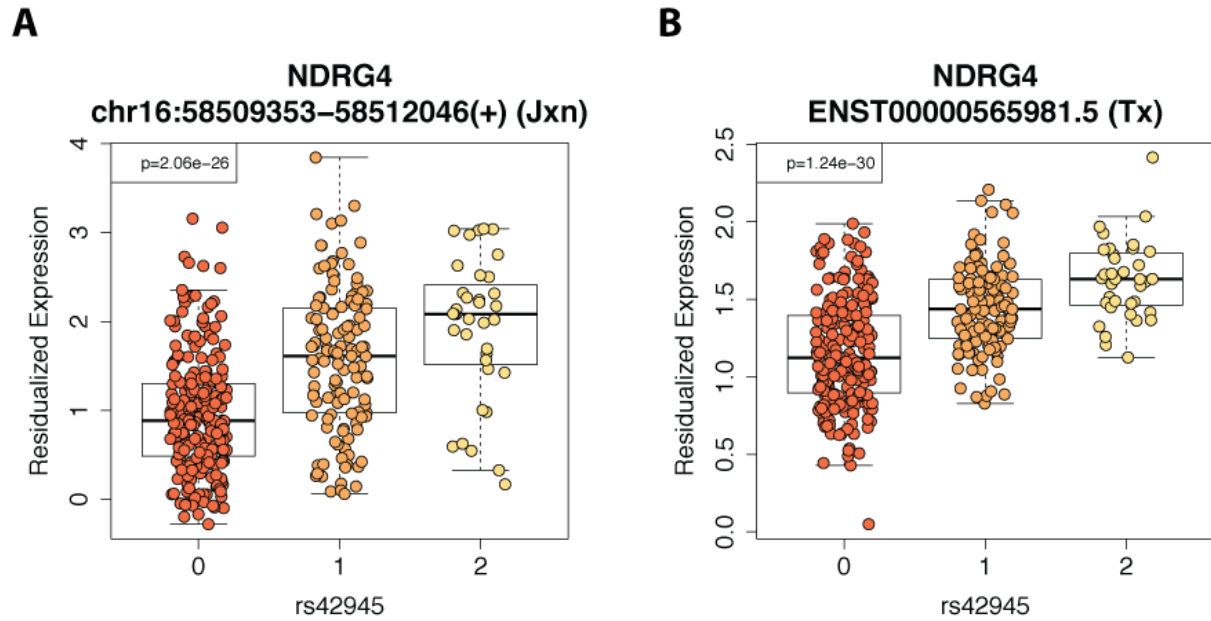 A
NDRG4
chr16:58509353−58512046(+) (Jxn)
p=2.06e−26
Residualized Expression
4
3
2
1
0
0 1 2
rs42945
B
NDRG4
ENST00000565981.5 (Tx)
p=1.24e−30
Residualized Expression
2.5
2.0
1.5
1.0
0.5
0.0
0 1 2
rs42945